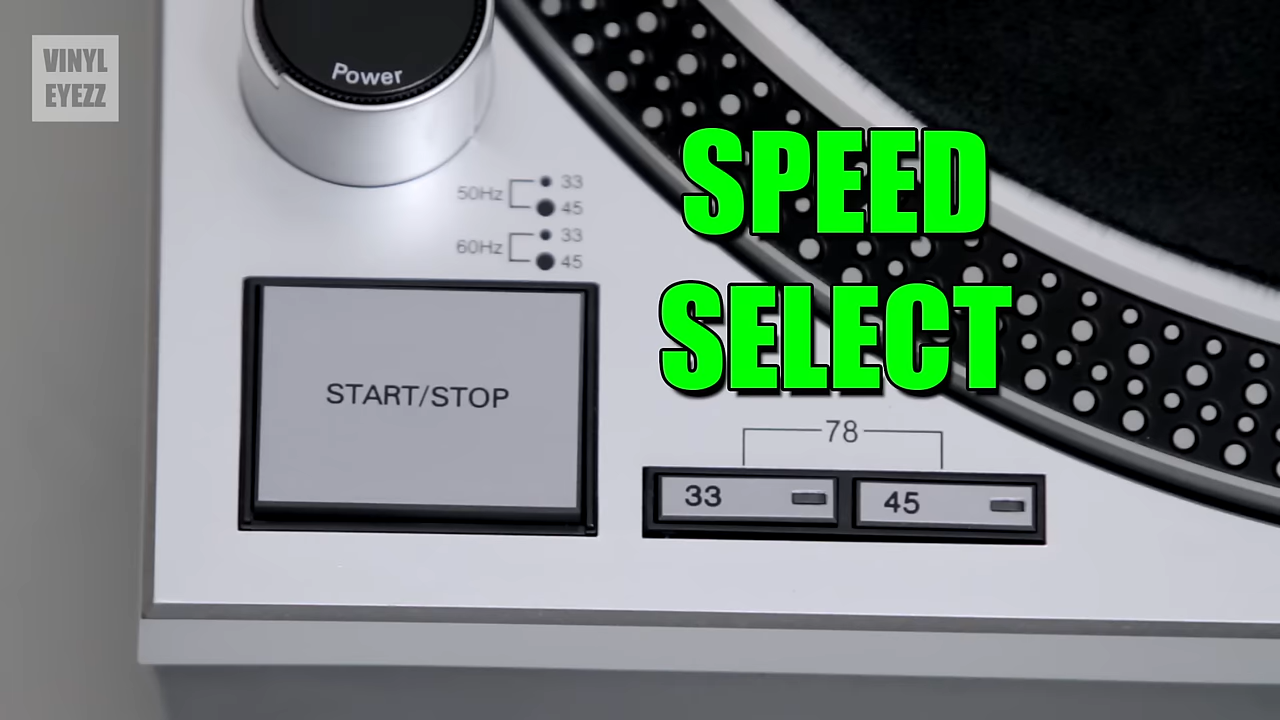 VINYL
EYEZZ
Power
50Hz
33
45
60Hz
33
45
SPEED
SELECT
START/STOP
78
33
45